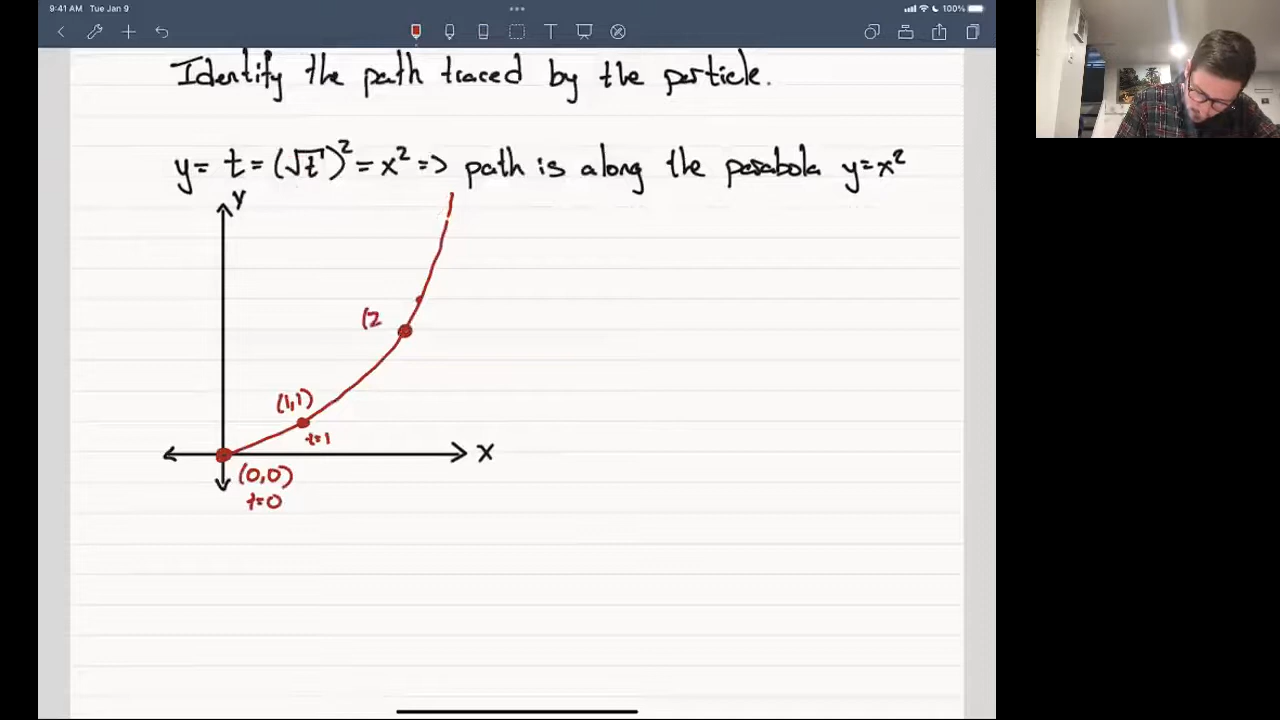 9:41 AM Tue Jan 9
100%
Identify the path traced by the particle.
y= t = (√t)² = x² => path is along the parabola y=x²
y
(2
(1,1)
t=1
x
(0,0)
t=0